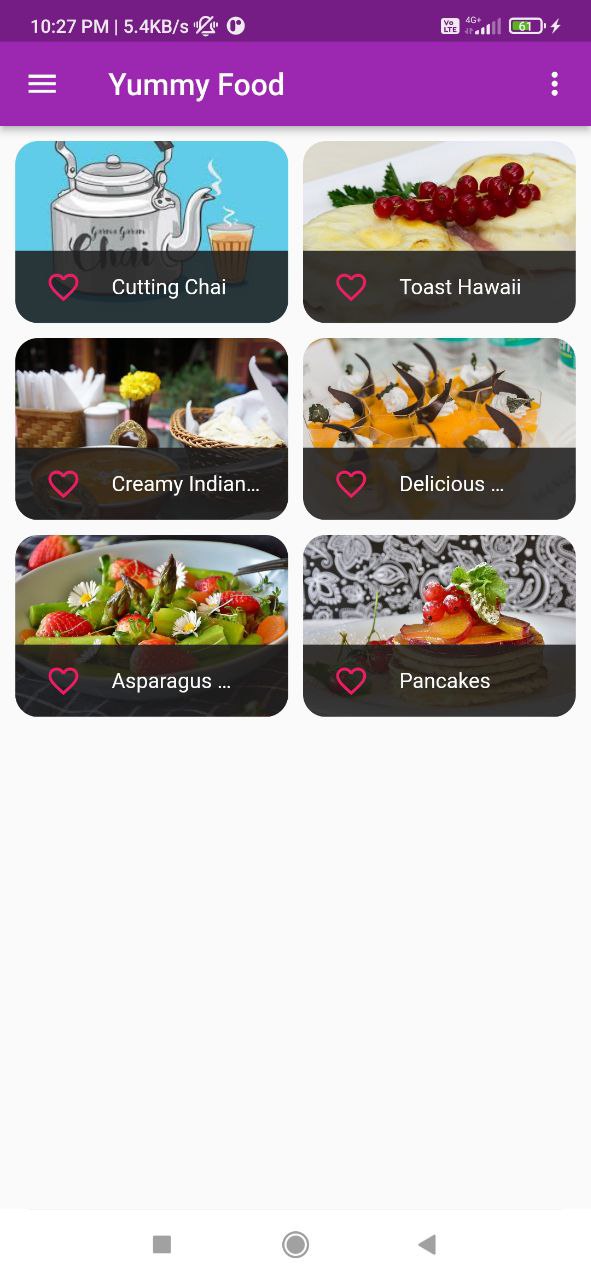 10:27 PM | 5.4KB/s
Vo
LTE
4G+
61
Yummy Food
Garma Garam
Chai
Cutting Chai
Toast Hawaii
Creamy Indian...
Delicious ...
Asparagus ...
Pancakes